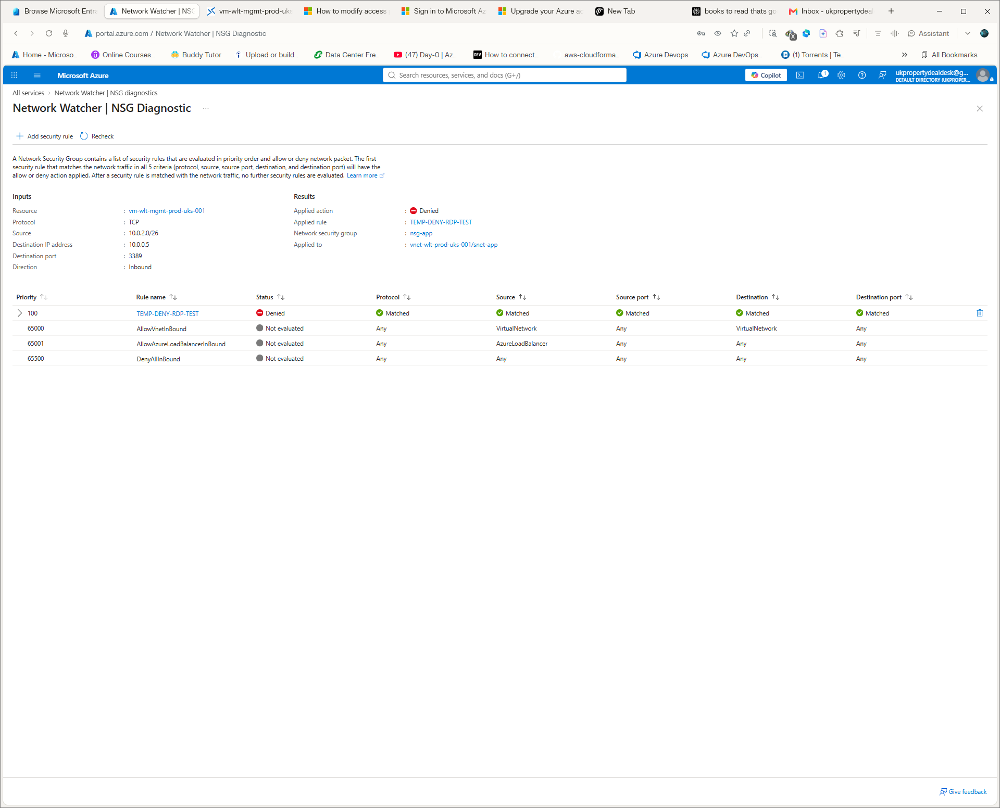 Browse Microsoft Entra
Network Watcher | NSG
vm-wlt-mgmt-prod-uks
How to modify access
Sign in to Microsoft Az
Upgrade your Azure ac
New Tab
books to read thats go
Inbox - ukpropertydeal
portal.azure.com / Network Watcher | NSG Diagnostic
X
Assistant
Home - Microso...
Online Courses...
Buddy Tutor
Upload or build...
Data Center Fre...
(47) Day-0 | Az...
DEV How to connect...
aws-cloudforma...
Azure Devops
Azure DevOps...
(1) Torrents | Te...
All Bookmarks
Microsoft Azure
Search resources, services, and docs (G+/)
Copilot
1
ukpropertydealdesk@g...
DEFAULT DIRECTORY (UKPROPER...
All services > Network Watcher | NSG diagnostics
Network Watcher | NSG Diagnostic ...
Add security rule Recheck
A Network Security Group contains a list of security rules that are evaluated in priority order and allow or deny network packet. The first
security rule that matches the network traffic in all 5 criteria (protocol, source, source port, destination, and destination port) will have the
allow or deny action applied. After a security rule is matched with the network traffic, no further security rules are evaluated. Learn more
Inputs
Resource : vm-wlt-mgmt-prod-uks-001
Protocol : TCP
Source : 10.0.2.0/26
Destination IP address : 10.0.0.5
Destination port : 3389
Direction : Inbound
Results
Applied action : Denied
Applied rule : TEMP-DENY-RDP-TEST
Network security group : nsg-app
Applied to : vnet-wlt-prod-uks-001/snet-app
Priority Rule name Status Protocol Source Source port Destination Destination port
100 TEMP-DENY-RDP-TEST Denied Matched Matched Matched Matched Matched
65000 AllowVnetInBound Not evaluated Any VirtualNetwork Any VirtualNetwork Any
65001 AllowAzureLoadBalancerInBound Not evaluated Any AzureLoadBalancer Any Any Any
65500 DenyAllInBound Not evaluated Any Any Any Any Any
Give feedback